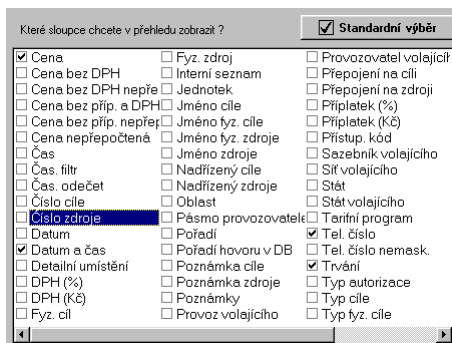 Které sloupce chcete v přehledu zobrazit ?
Standardní výběr
Cena
Cena bez DPH
Cena bez DPH nepře
Cena bez příp. a DPH
Cena bez příp. nepřep
Cena nepřepočtená
Čas
Čas. filtr
Čas. odečet
Číslo cíle
Číslo zdroje
Datum
Datum a čas
Detailní umístění
DPH (%)
DPH (Kč)
Fyz. cíl
Fyz. zdroj
Interní seznam
Jednotek
Jméno cíle
Jméno fyz. cíle
Jméno fyz. zdroje
Jméno zdroje
Nadřízený cíle
Nadřízený zdroje
Oblast
Pásmo provozovatele
Pořadí
Pořadí hovoru v DB
Poznámka cíle
Poznámka zdroje
Poznámky
Provoz volajícího
Provozovatel volajícíh
Přepojení na cíli
Přepojení na zdroji
Příplatek (%)
Příplatek (Kč)
Přístup. kód
Sazebník volajícího
Síť volajícího
Stát
Stát volajícího
Tarifní program
Tel. číslo
Tel. číslo nemask.
Trvání
Typ autorizace
Typ cíle
Typ fyz. cíle